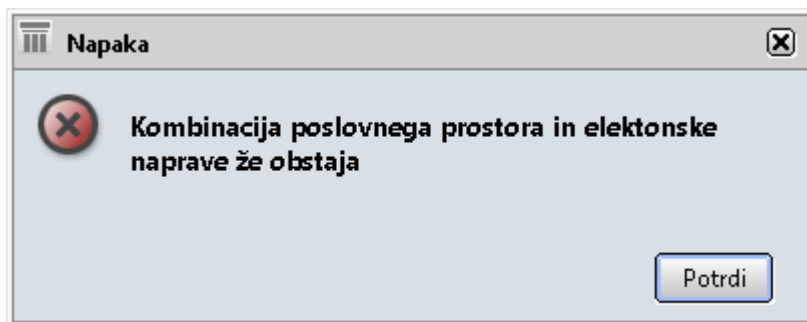 Napaka
Kombinacija poslovnega prostora in elektonske
naprave že obstaja
Potrdi